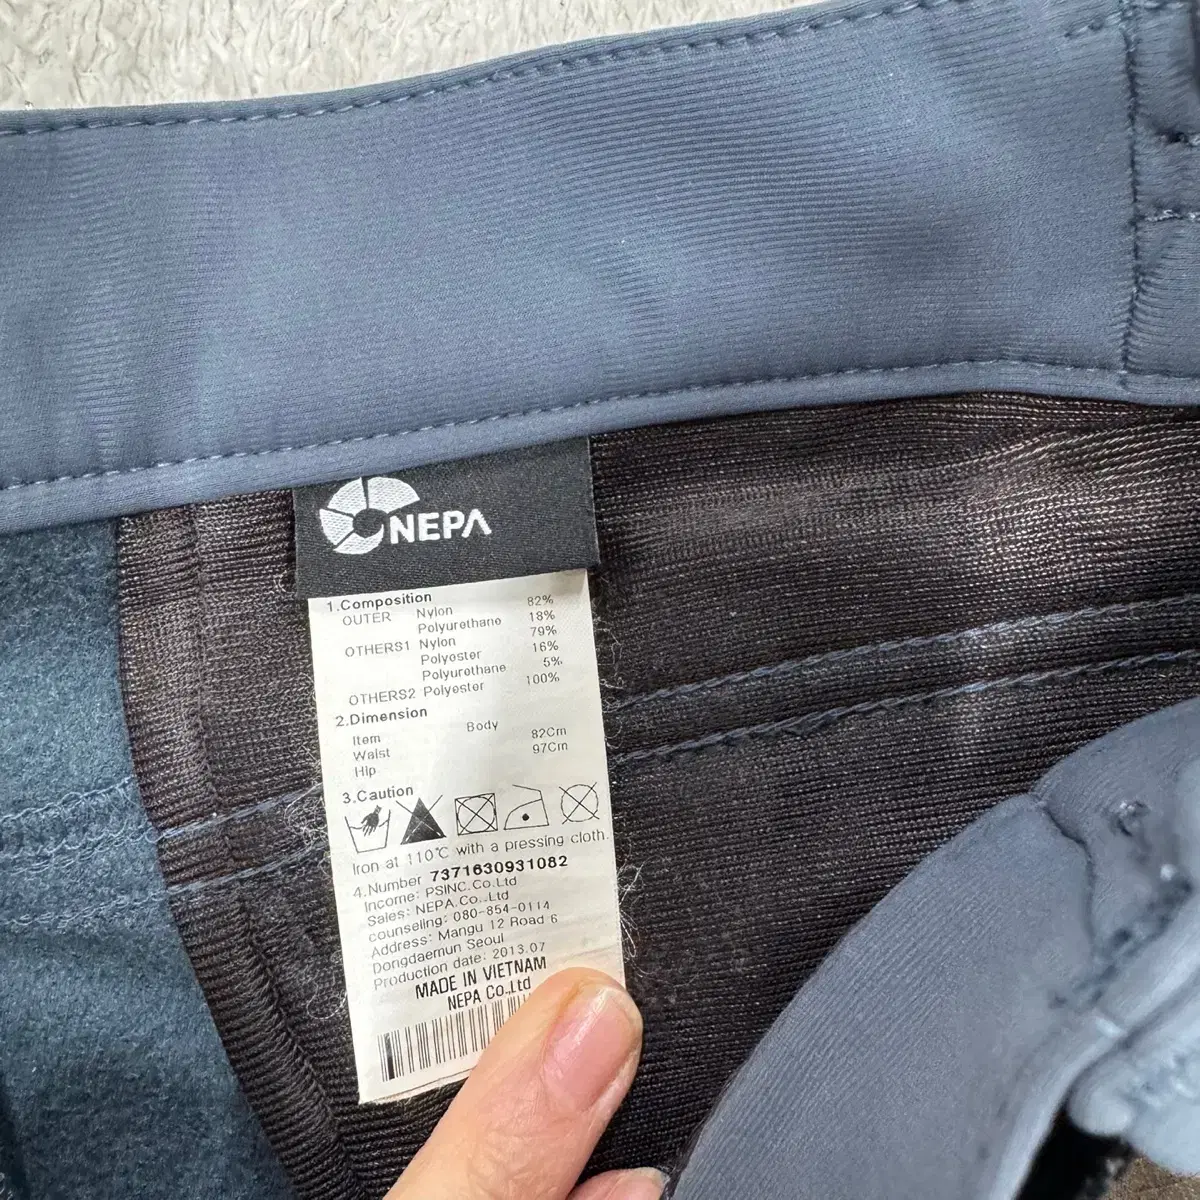 NEPA
1.Composition
OUTER Nylon 82%
Polyurethane 18%
OTHERS1 Nylon 79%
Polyester 16%
Polyurethane 5%
OTHERS2 Polyester 100%
2.Dimension
Item Body
Waist 82Cm
Hip 97Cm
3.Caution
Iron at 110℃ with a pressing cloth.
4.Number 7371630931082
Income: PSINC.Co.Ltd
Sales: NEPA.Co.,Ltd
counseling: 080-854-0114
Address: Mangu 12 Road 6
Dongdaemun Seoul
Production date: 2013.07
MADE IN VIETNAM
NEPA Co.,Ltd